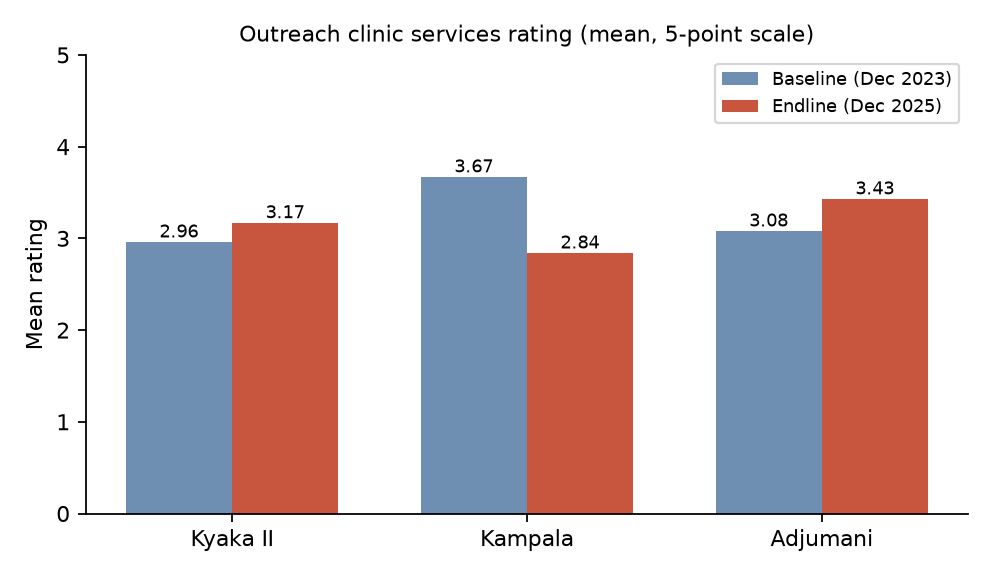 Outreach clinic services rating (mean, 5-point scale)
Baseline (Dec 2023)
Endline (Dec 2025)
Mean rating
5
4
3
2
1
0
2.96
3.17
3.67
2.84
3.08
3.43
Kyaka II
Kampala
Adjumani